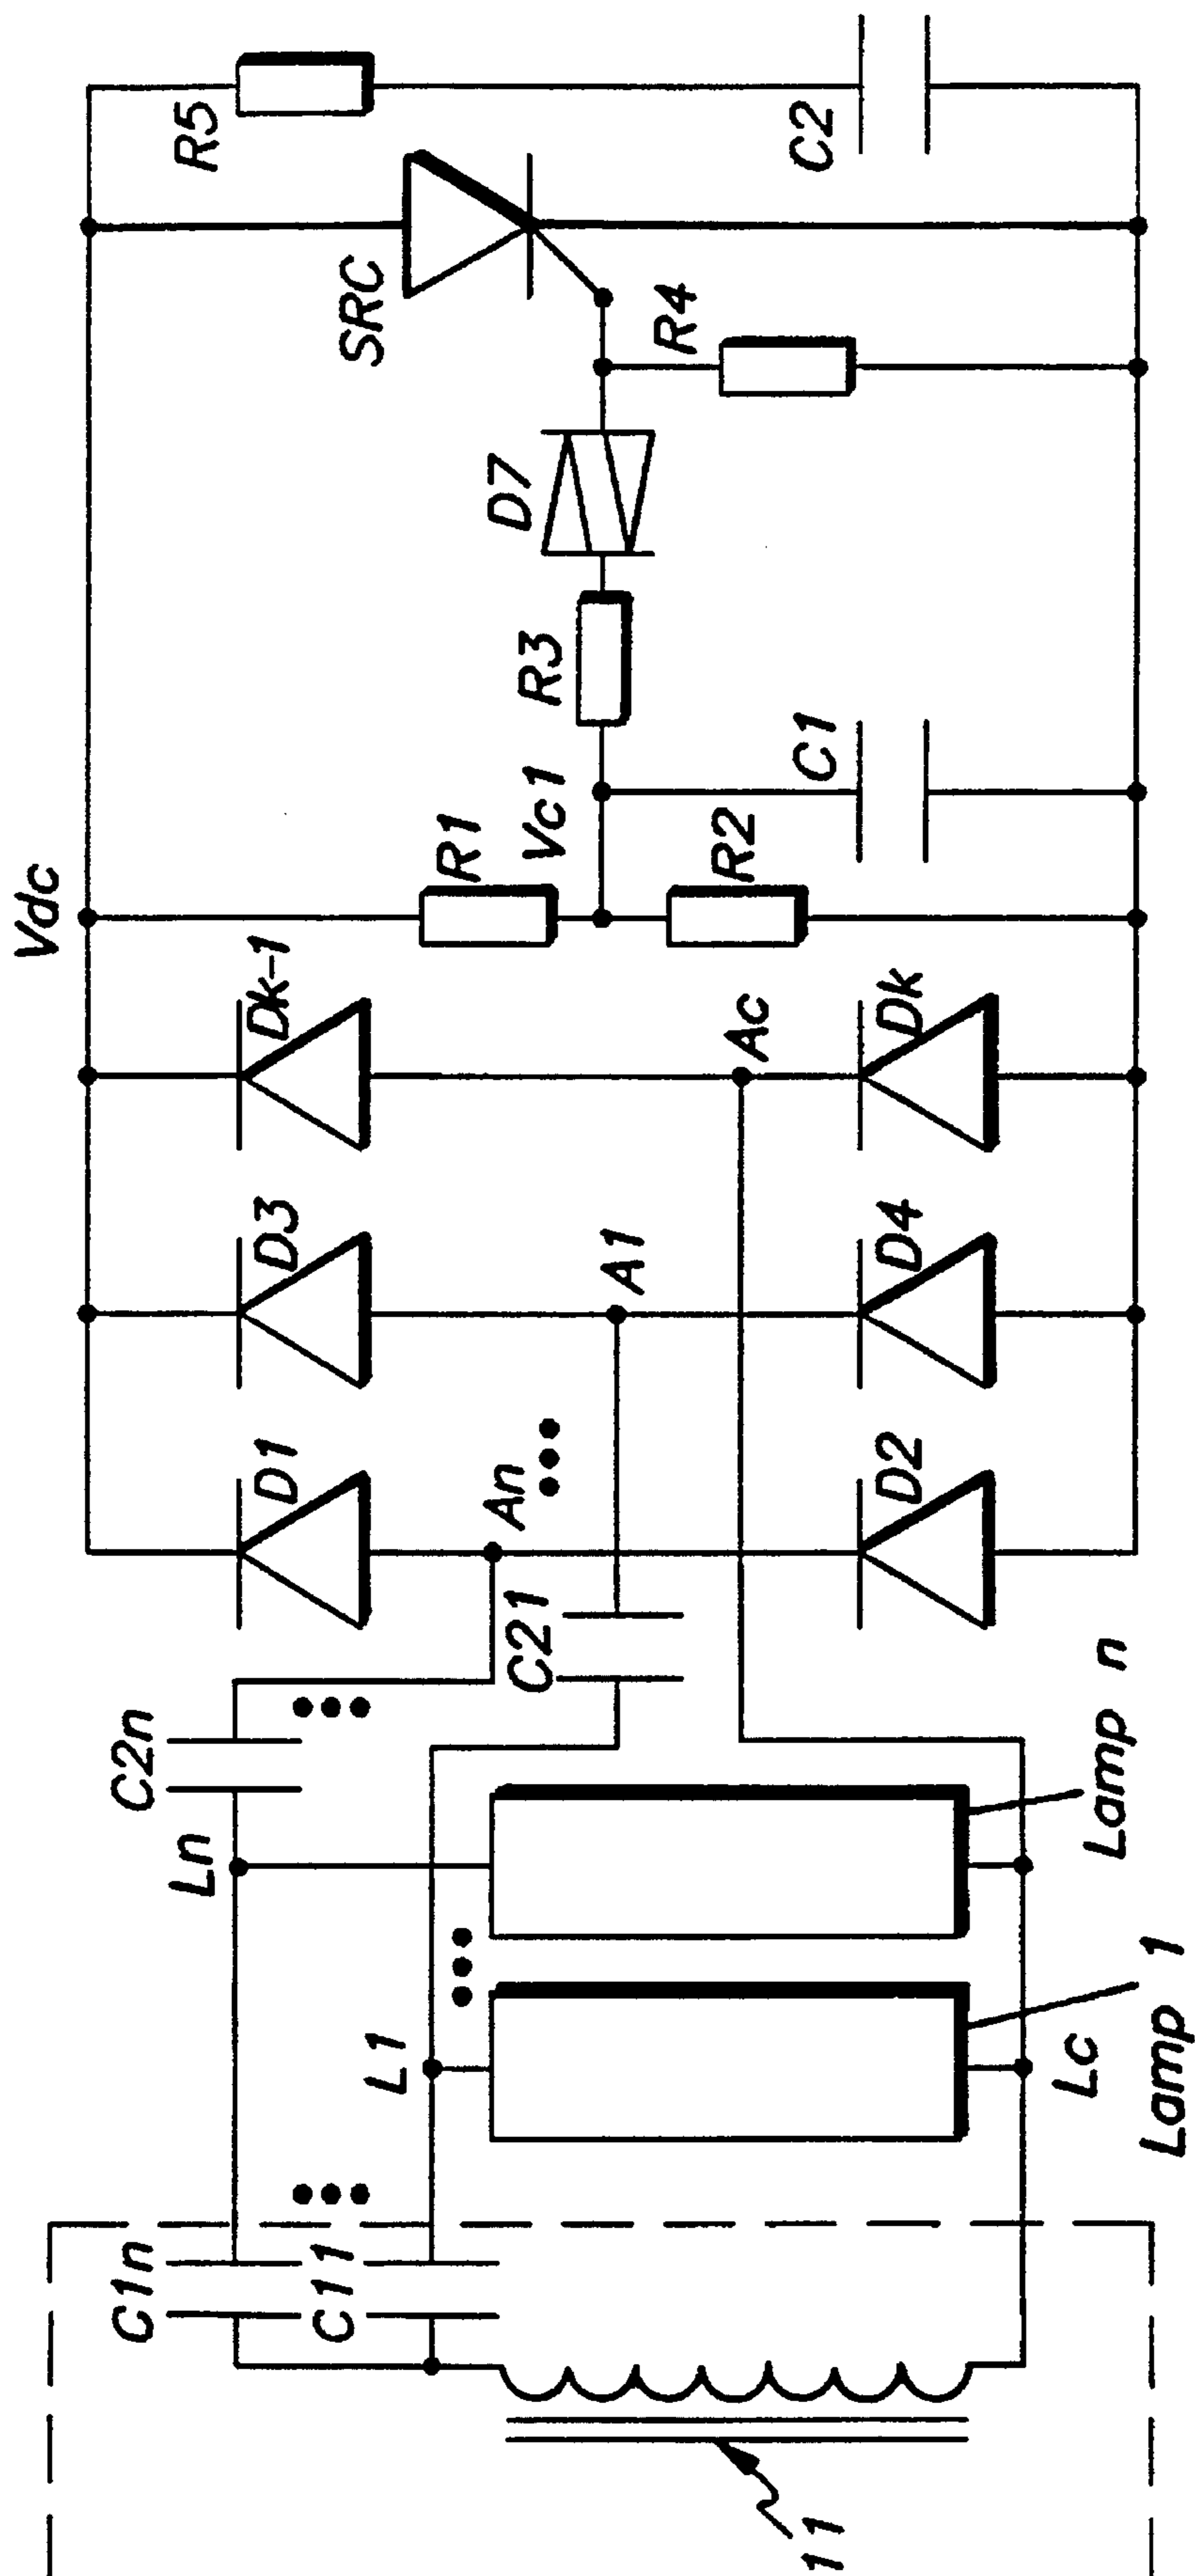 Vdc
R5
SRC
C2
R4
D7
R3
Vc1
C1
R1
R2
Dk-1
Ac
Dk
D3
A1
D4
D1
An
D2
C21
C2n
Ln
Lamp n
L1
Lc
Lamp 1
C1n
C11
11